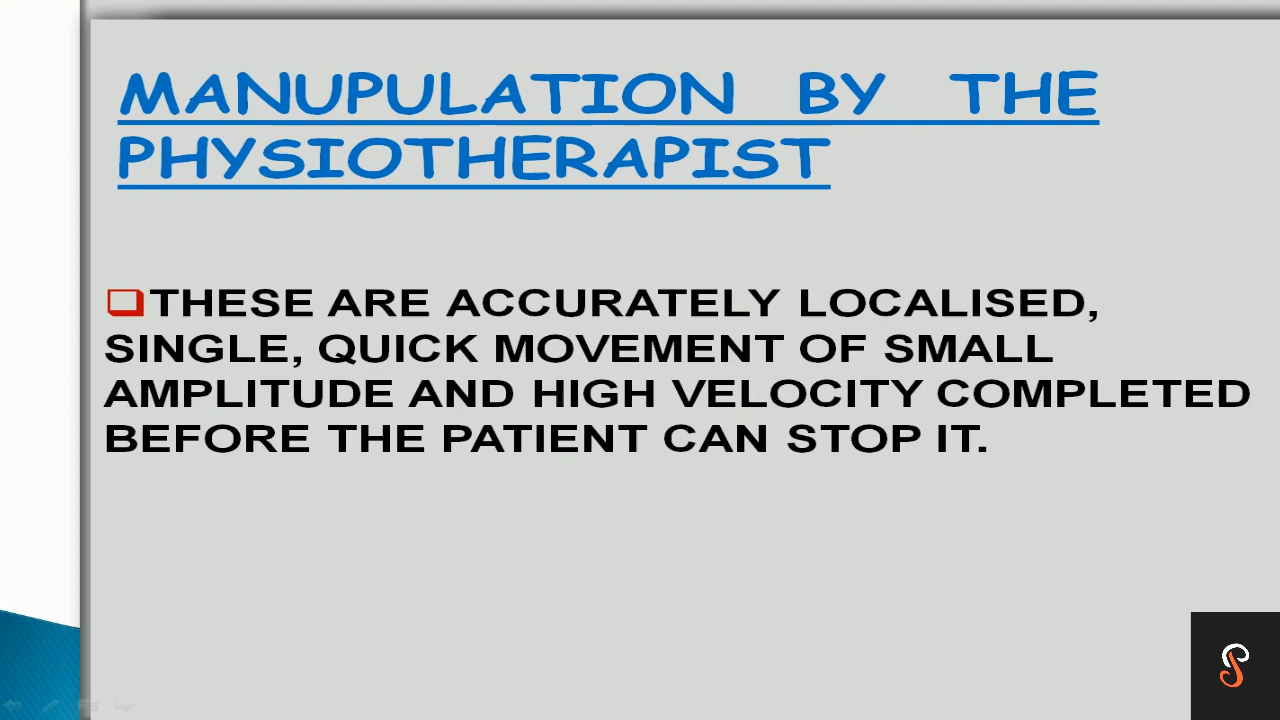 MANUPULATION BY THE
PHYSIOTHERAPIST
THESE ARE ACCURATELY LOCALISED,
SINGLE, QUICK MOVEMENT OF SMALL
AMPLITUDE AND HIGH VELOCITY COMPLETED
BEFORE THE PATIENT CAN STOP IT.